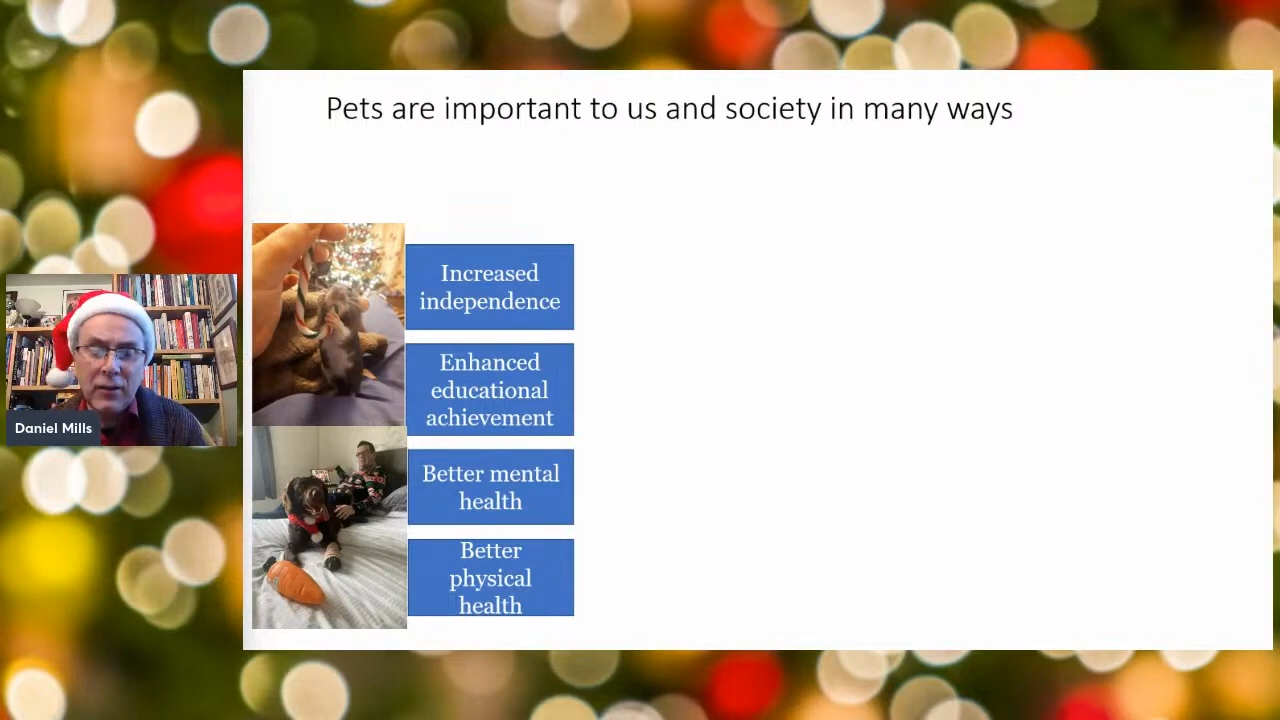 Pets are important to us and society in many ways
Increased
independence
Enhanced
educational
achievement
Daniel Mills
Better mental
health
Better
physical
health